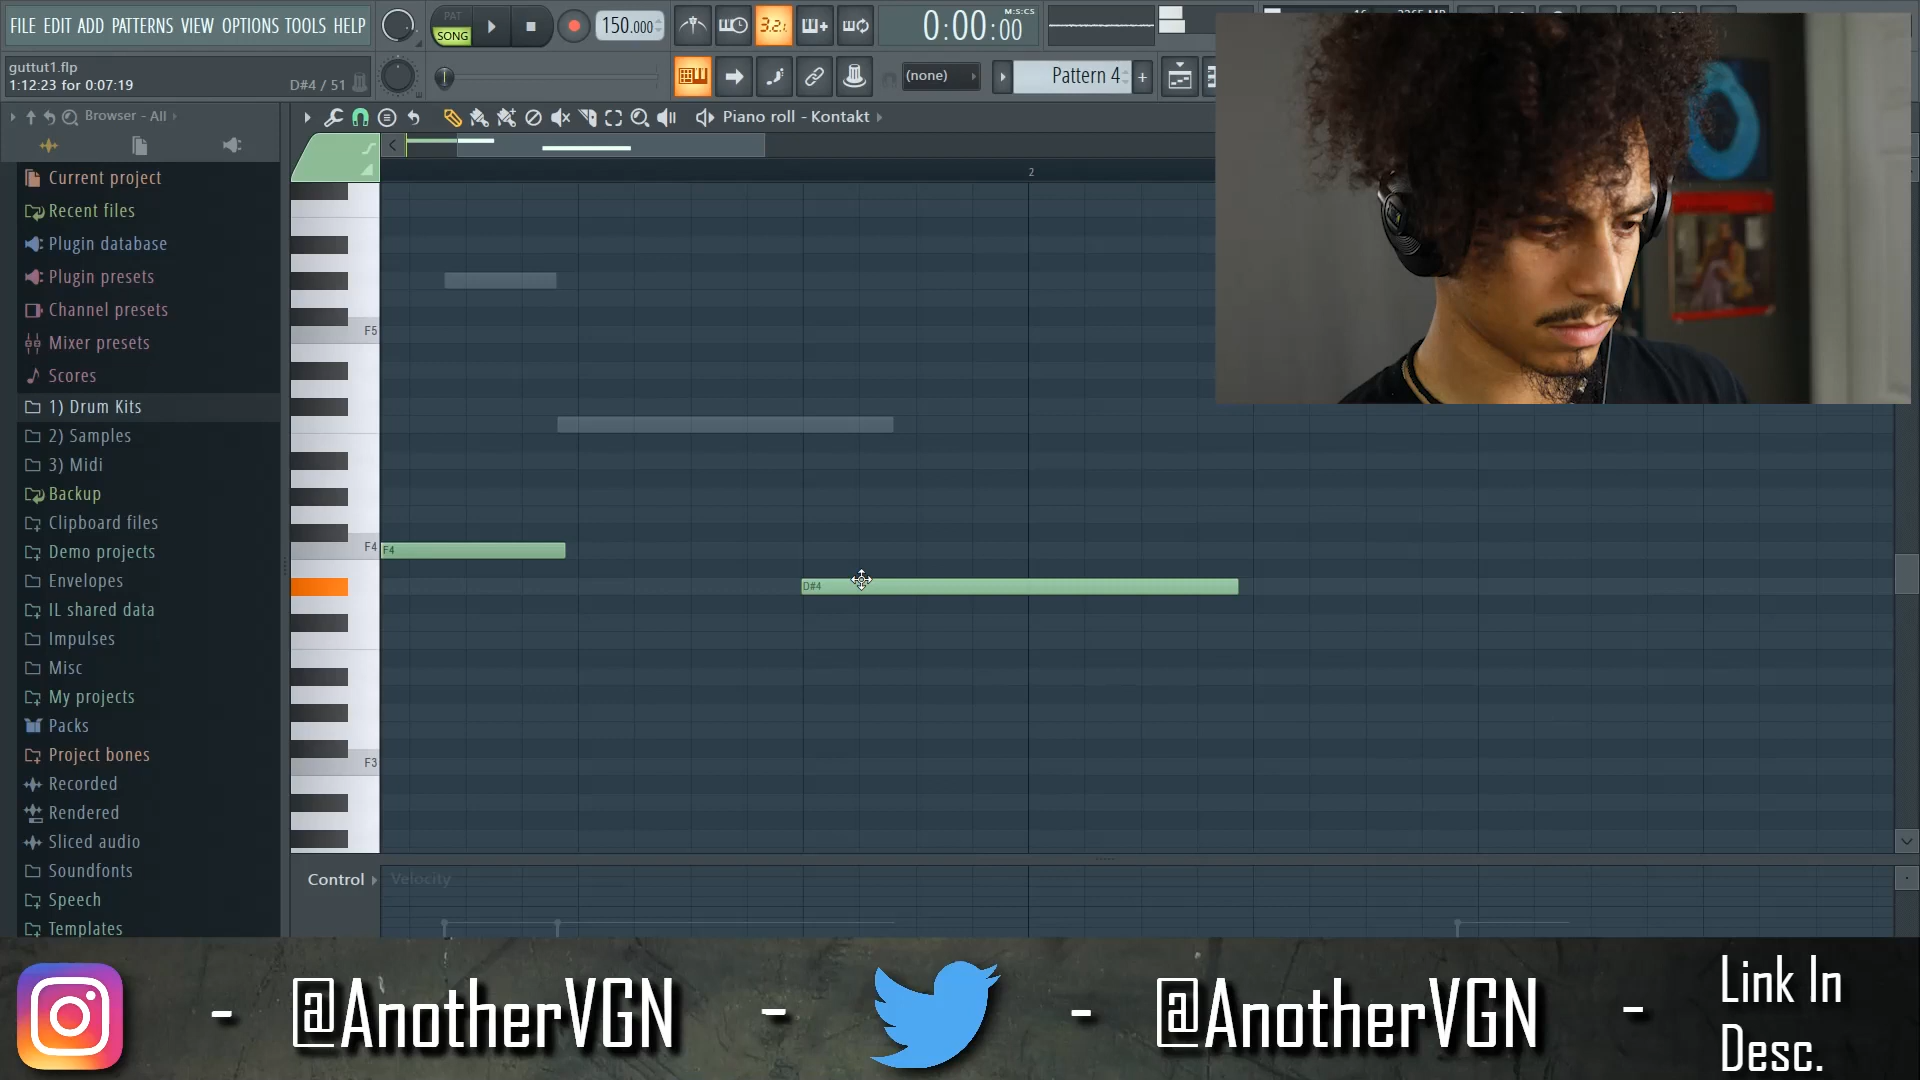 FILE EDIT ADD PATTERNS VIEW OPTIONS TOOLS HELP
PAT
SONG
150.000
3.2.:
0:00:00
M:S:CS
guttut1.flp
1:12:23 for 0:07:19
D#4 / 51
(none)
Pattern 4
Browser - All
Piano roll - Kontakt
2
Current project
Recent files
Plugin database
Plugin presets
Channel presets
Mixer presets
Scores
1) Drum Kits
2) Samples
3) Midi
Backup
Clipboard files
Demo projects
Envelopes
IL shared data
Impulses
Misc
My projects
Packs
Project bones
Recorded
Rendered
Sliced audio
Soundfonts
Speech
Templates
F5
F4
F4
D#4
F3
Control
Velocity
- @AnotherVGN - - @AnotherVGN - Link In
Desc.